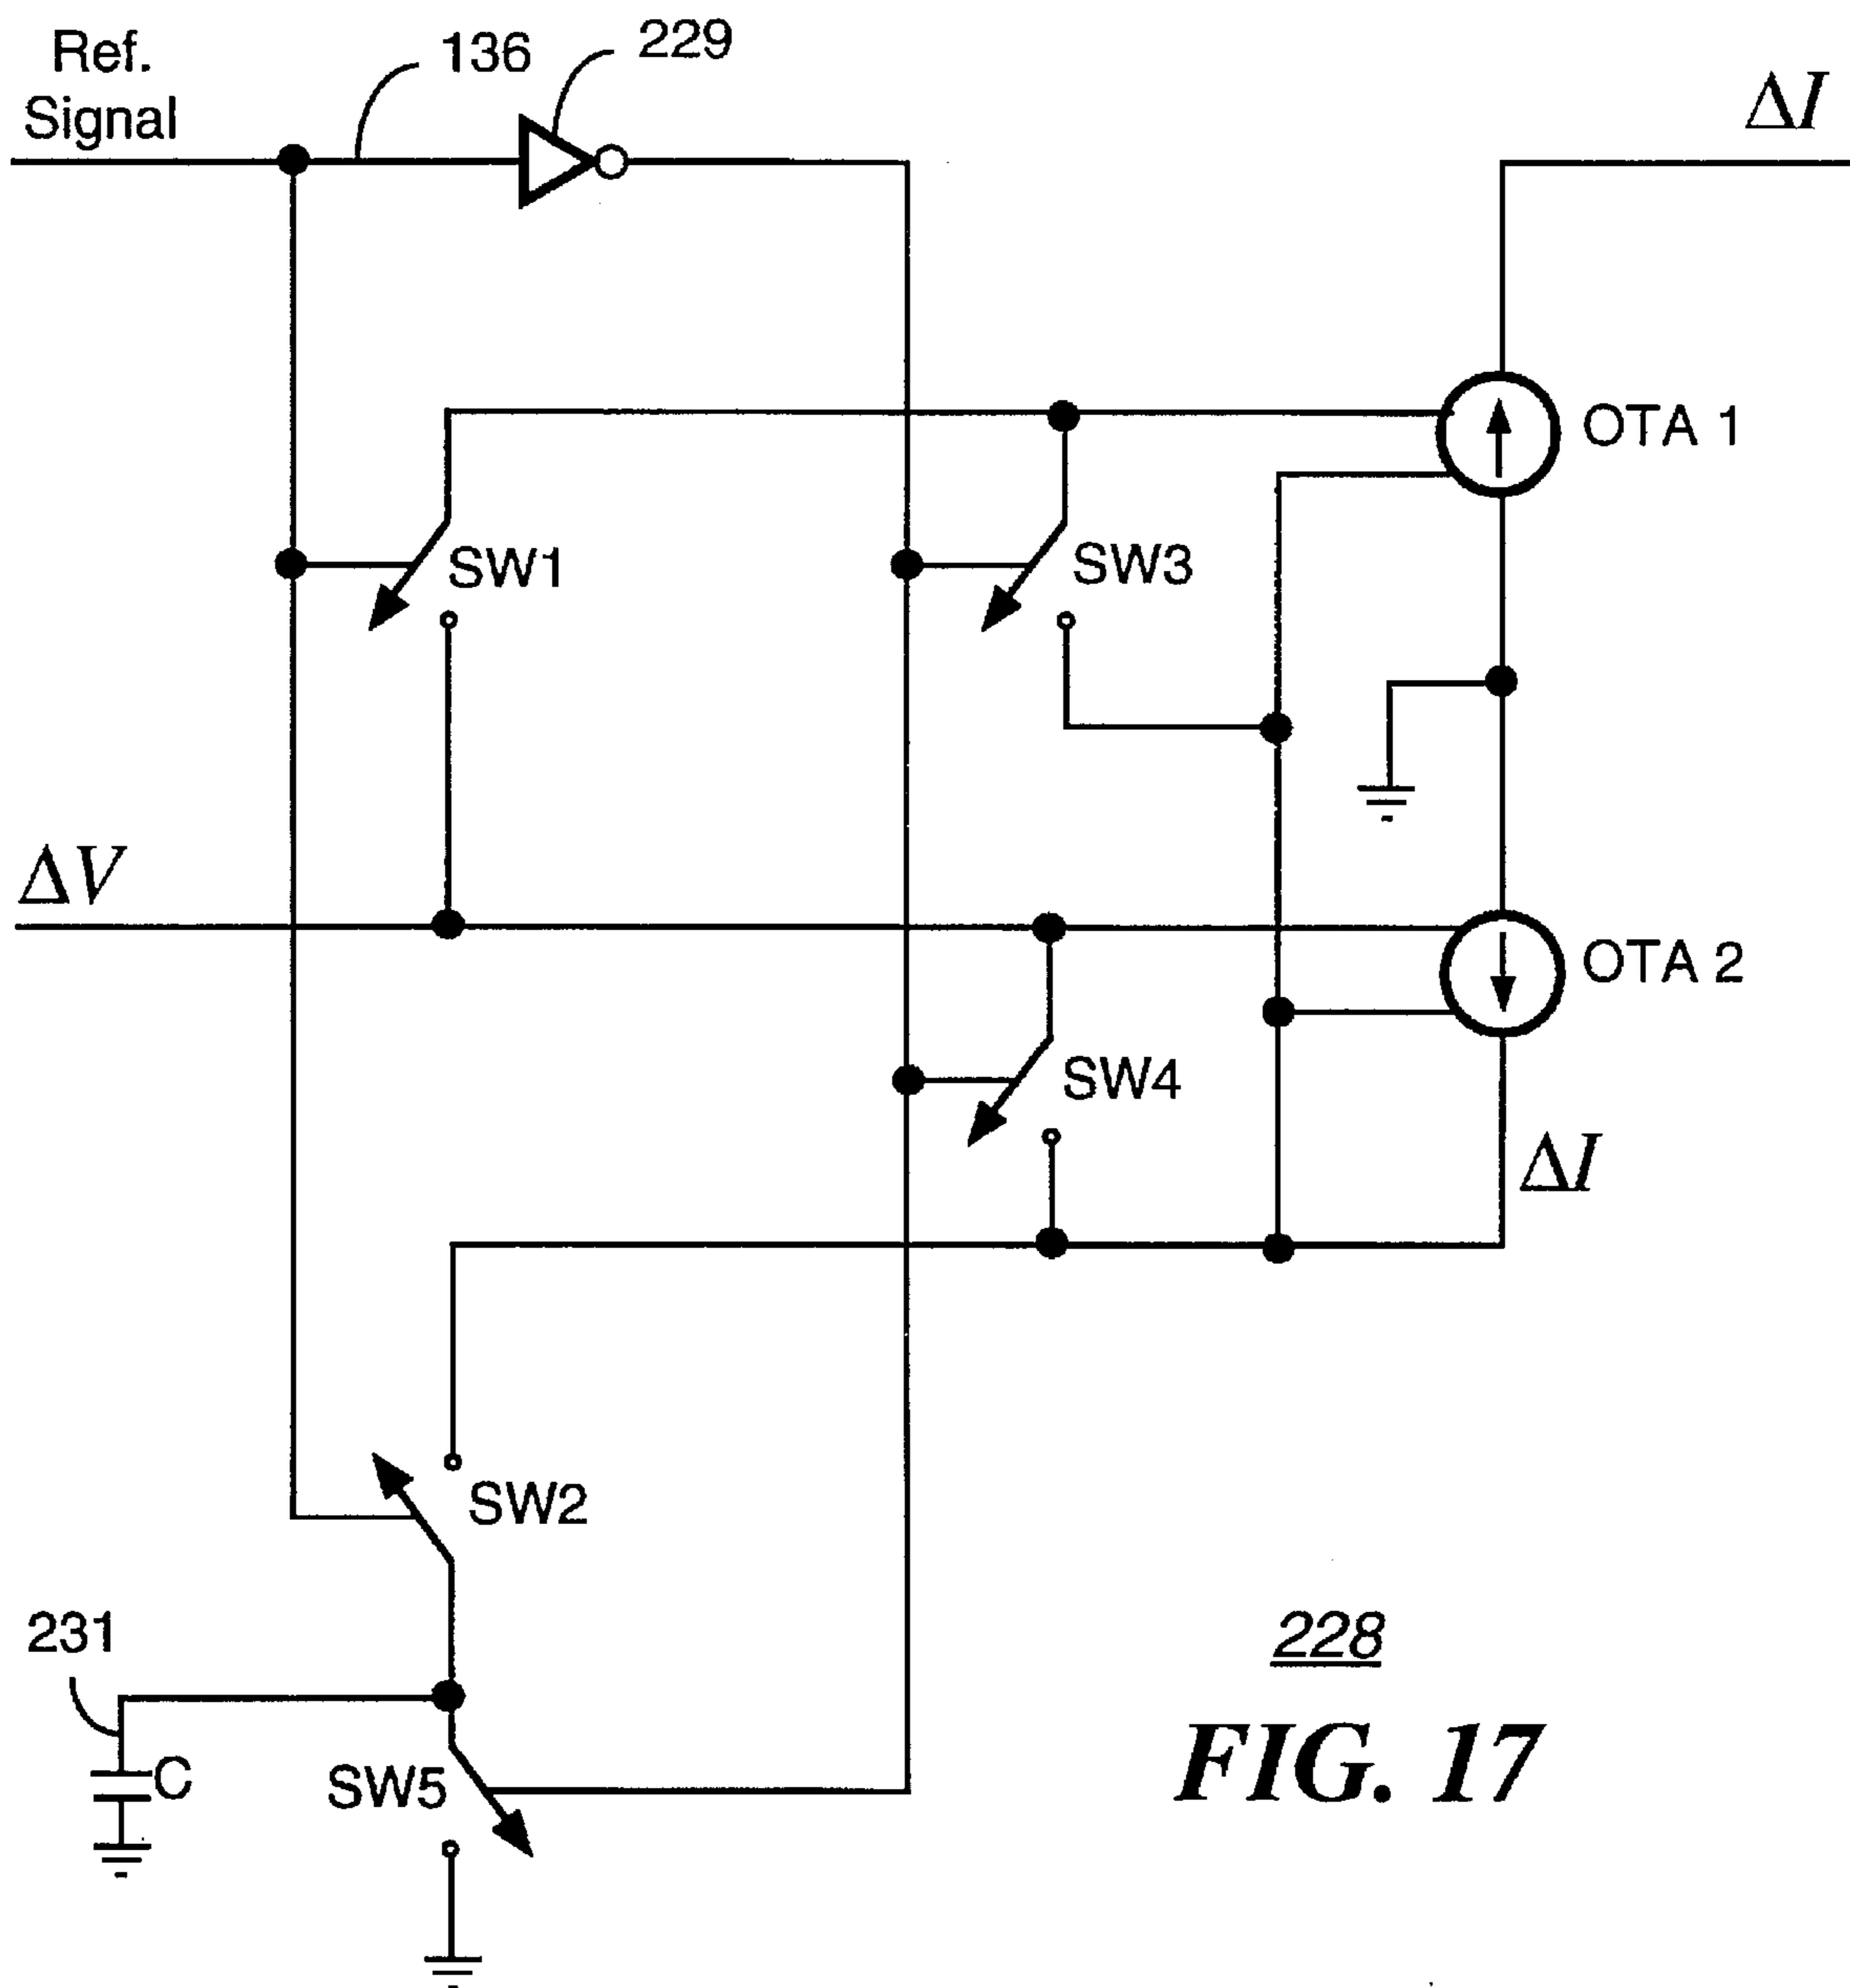 Ref.
Signal
136
229
ΔI
OTA 1
SW1
SW3
ΔV
OTA 2
SW4
ΔI
SW2
231
C
SW5
228
FIG. 17